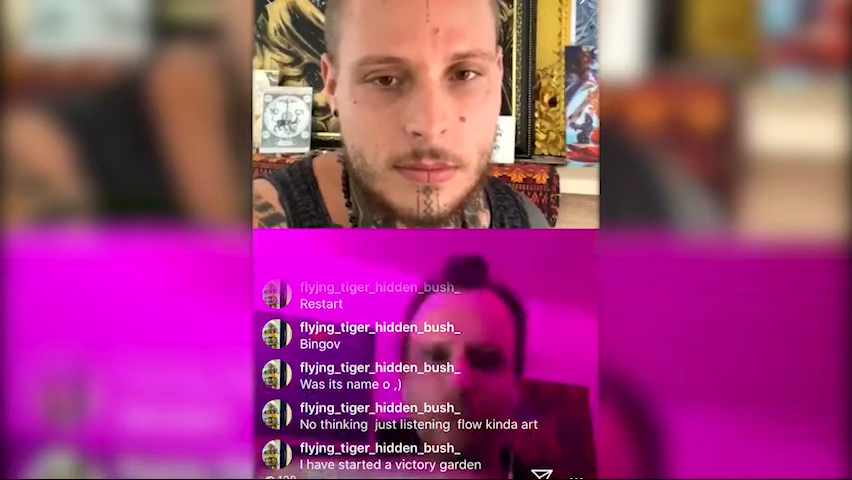 flyjng_tiger_hidden_bush_
Restart
flyjng_tiger_hidden_bush_
Bingov
flyjng_tiger_hidden_bush_
Was its name o ,)
flyjng_tiger_hidden_bush_
No thinking just listening flow kinda art
flyjng_tiger_hidden_bush_
I have started a victory garden